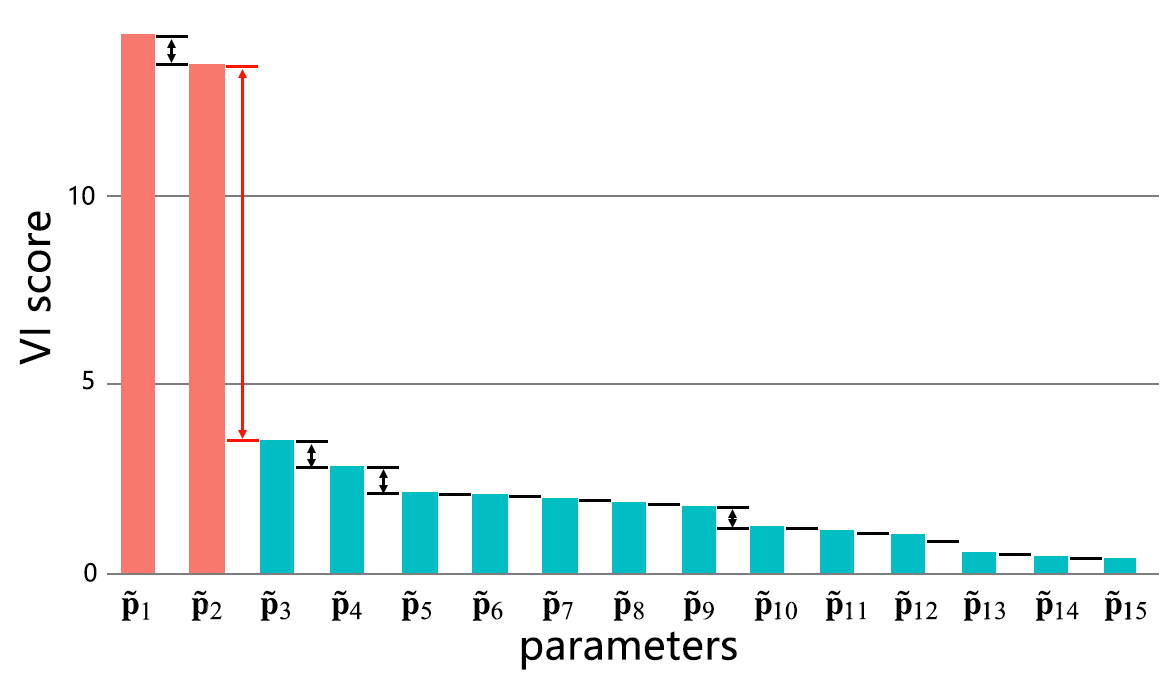 VI score
10
5
0
p̃1 p̃2 p̃3 p̃4 p̃5 p̃6 p̃7 p̃8 p̃9 p̃10 p̃11 p̃12 p̃13 p̃14 p̃15
parameters